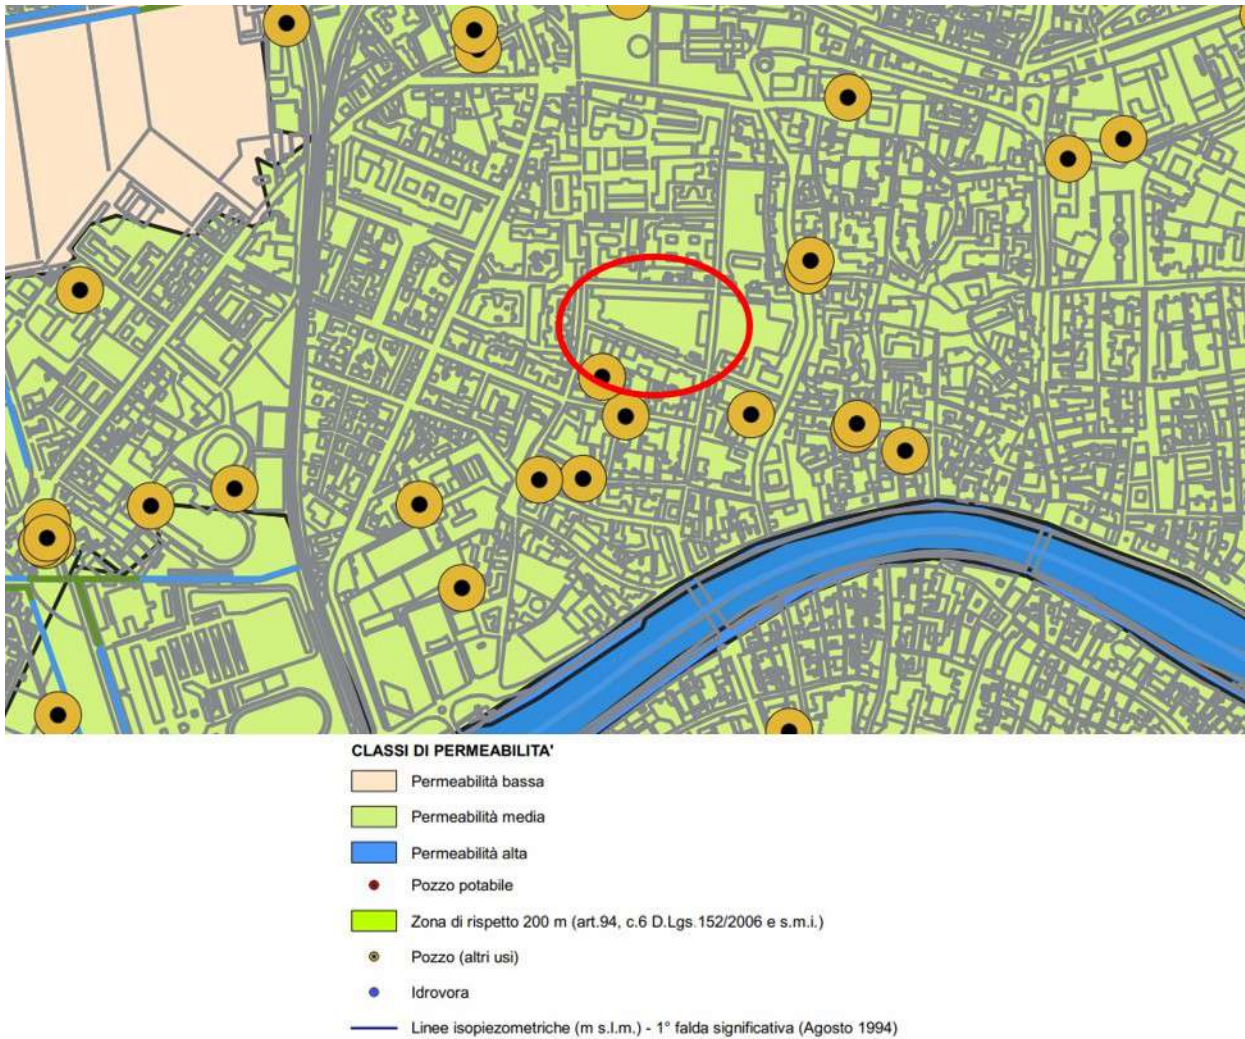 CLASSI DI PERMEABILITA'
Permeabilità bassa
Permeabilità media
Permeabilità alta
Pozzo potabile
Zona di rispetto 200 m (art.94, c.6 D.Lgs.152/2006 e s.m.i.)
Pozzo (altri usi)
Idrovora
Linee isopiezometriche (m s.l.m.) - 1° falda significativa (Agosto 1994)